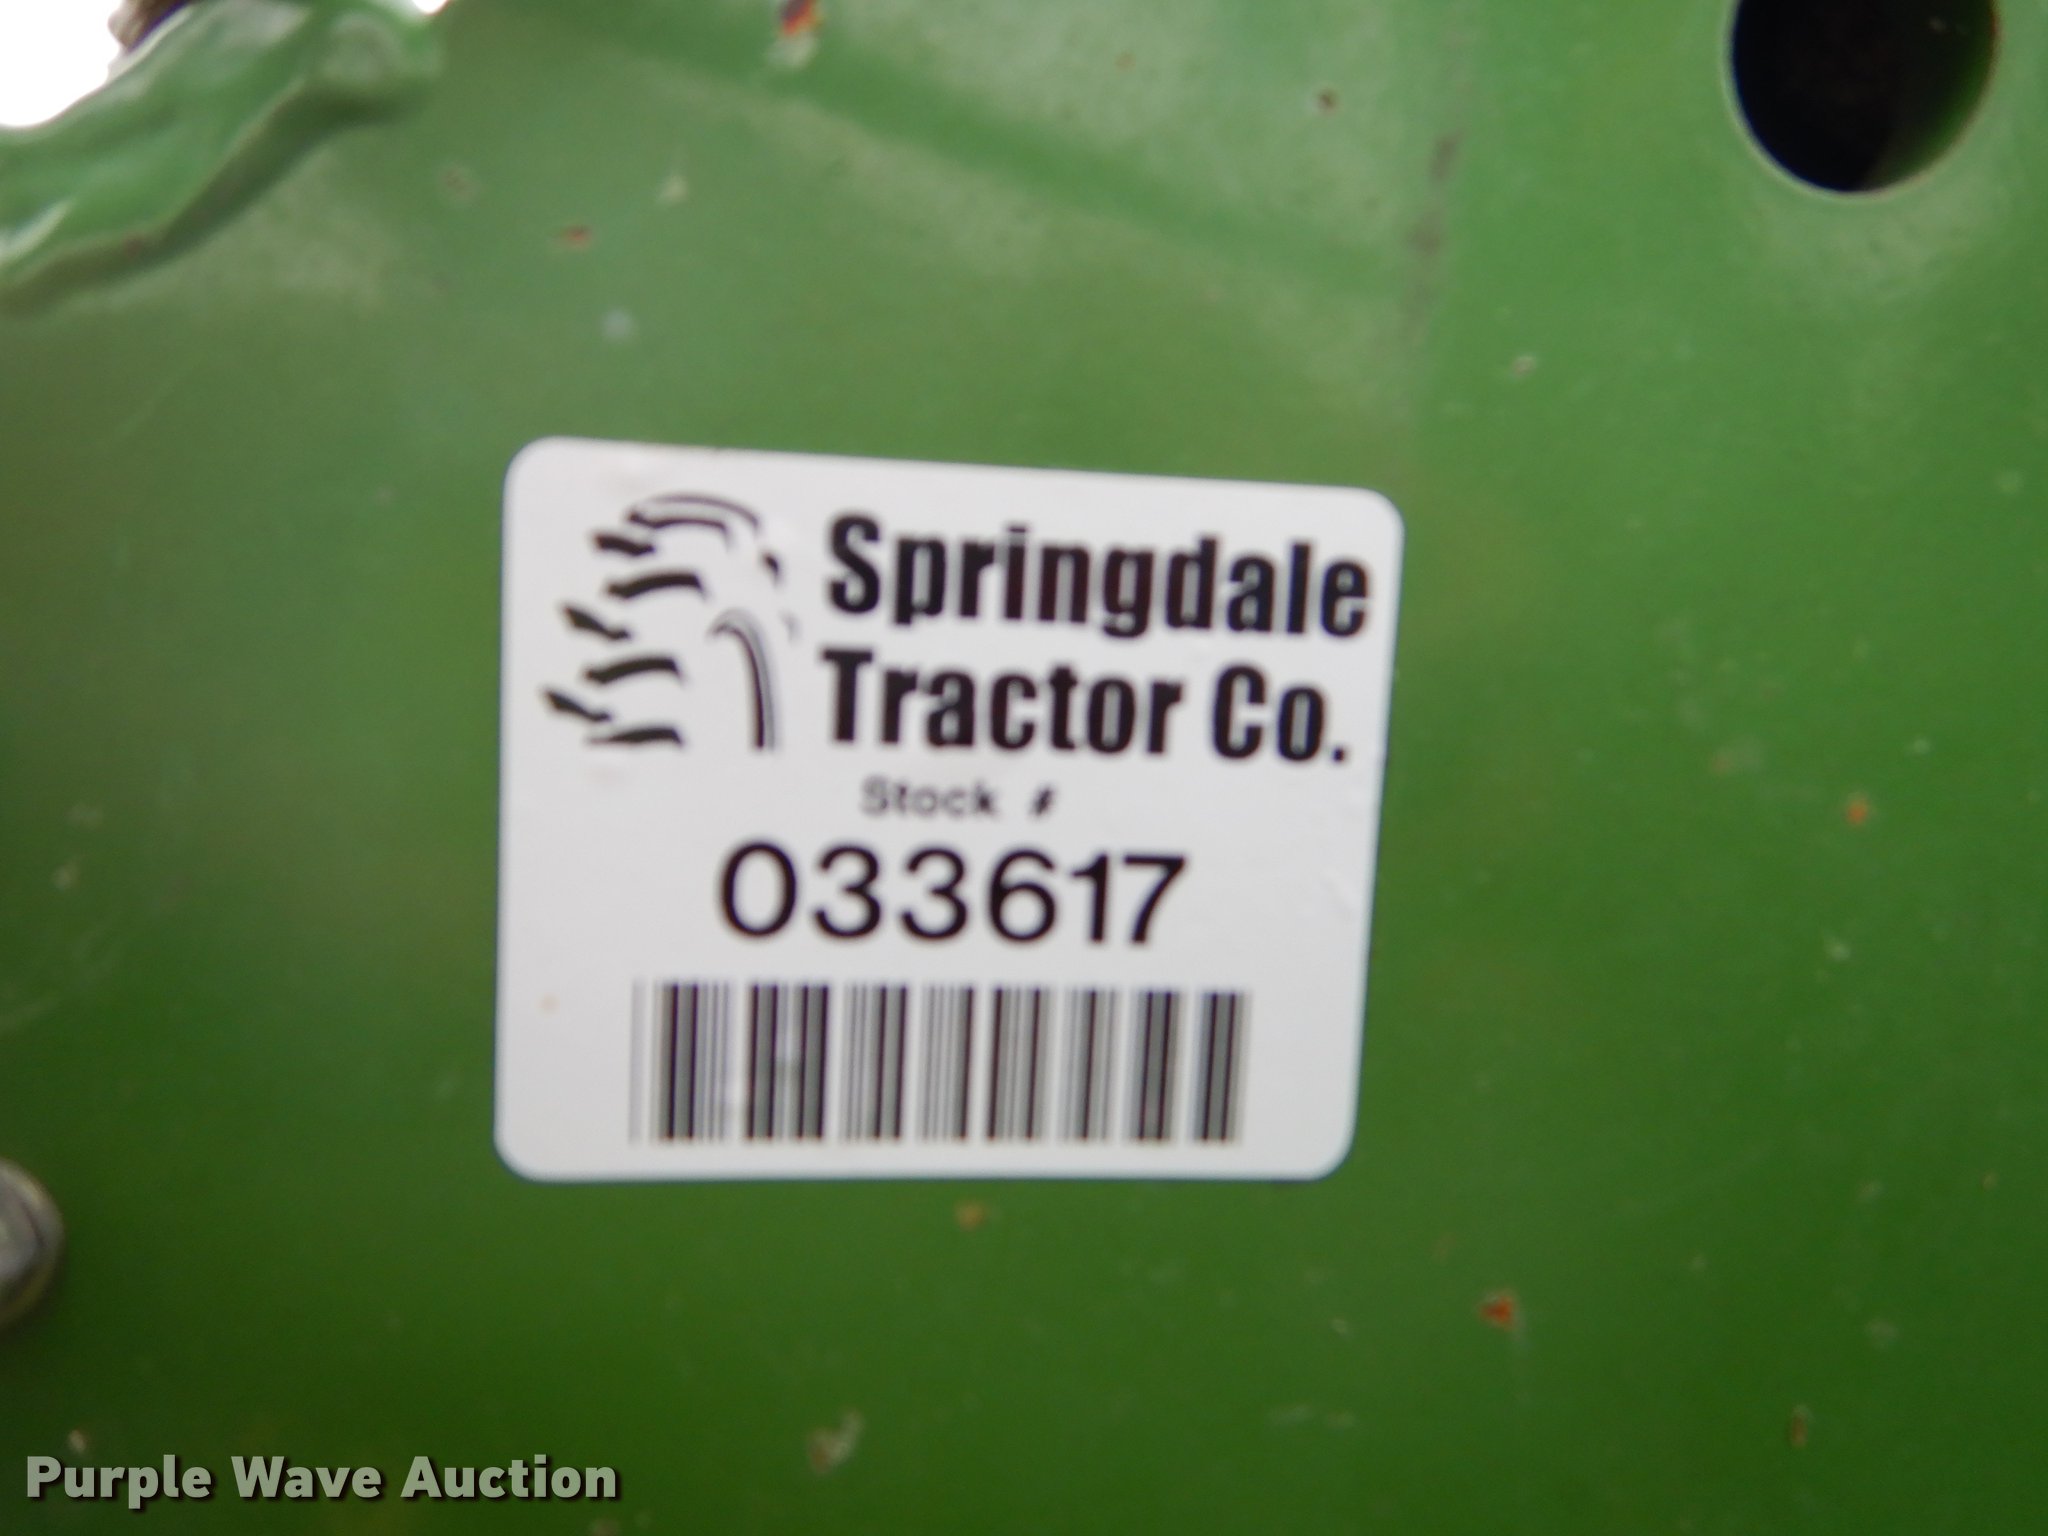 Springdale
Tractor Co.
Stock #
033617
Purple Wave Auction